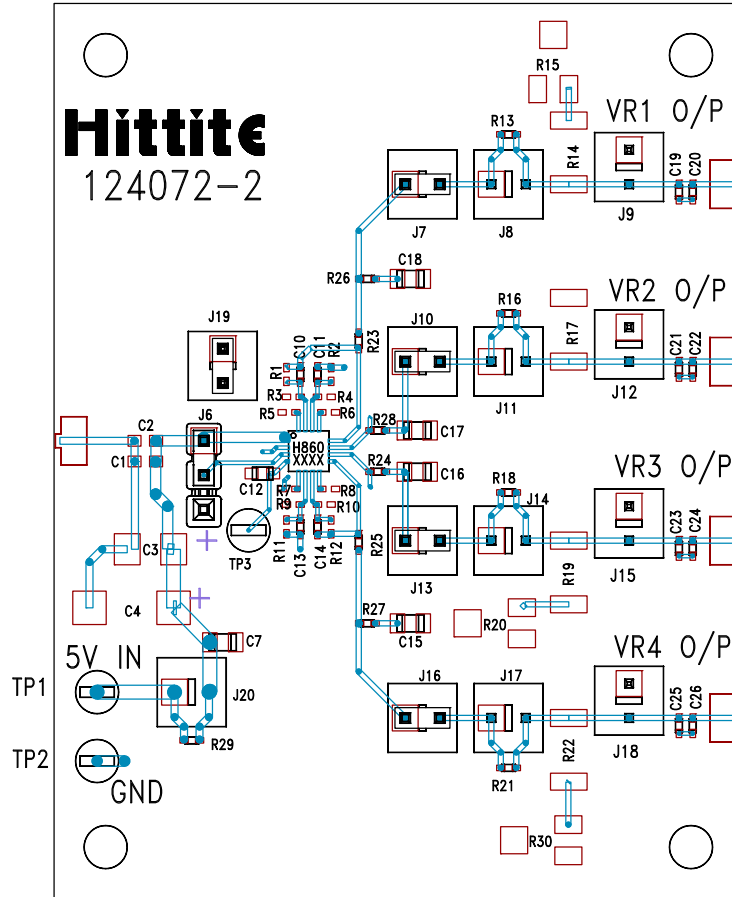 Hittite
124072-2
R15
VR1 O/P
R13
R14
C19
C20
J7
J8
J9
R26
C18
VR2 O/P
J19
C10
C11
R2
R23
J10
R16
R17
C21
C22
R1
J11
J12
R3
R4
R5
R6
J6
C2
C1
R28
C17
H860
XXXX
C12
R24
C16
VR3 O/P
R7
R8
R9
R10
R18
J14
C23
C24
C3
TP3
R11
C13
C14
R12
R25
J13
R19
J15
C4
R27
C15
R20
C7
VR4 O/P
5V IN
TP1
J20
J16
J17
C25
C26
R29
R22
J18
TP2
GND
R21
R30